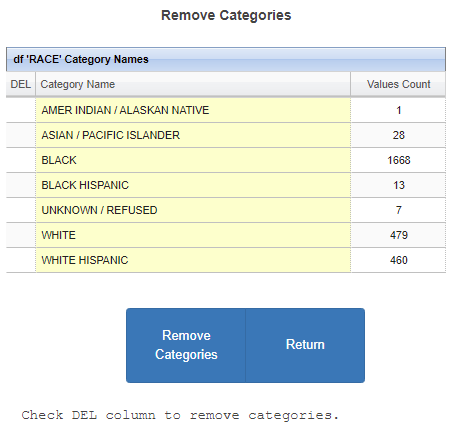 Remove Categories
df 'RACE' Category Names
DEL Category Name Values Count
AMER INDIAN / ALASKAN NATIVE 1
ASIAN / PACIFIC ISLANDER 28
BLACK 1668
BLACK HISPANIC 13
UNKNOWN / REFUSED 7
WHITE 479
WHITE HISPANIC 460
Remove
Categories
Return
Check DEL column to remove categories.